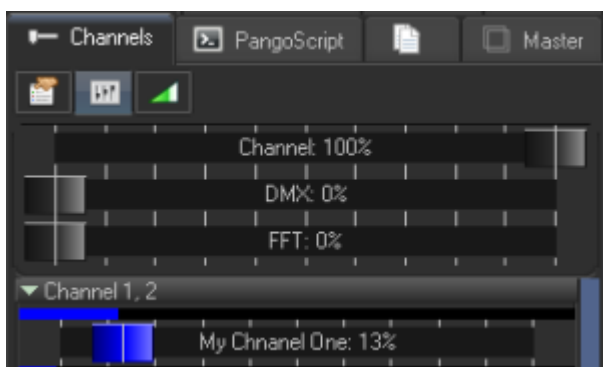 Channels PangoScript Master
Channel: 100%
DMX: 0%
FFT: 0%
Channel 1, 2
My Chnanel One: 13%